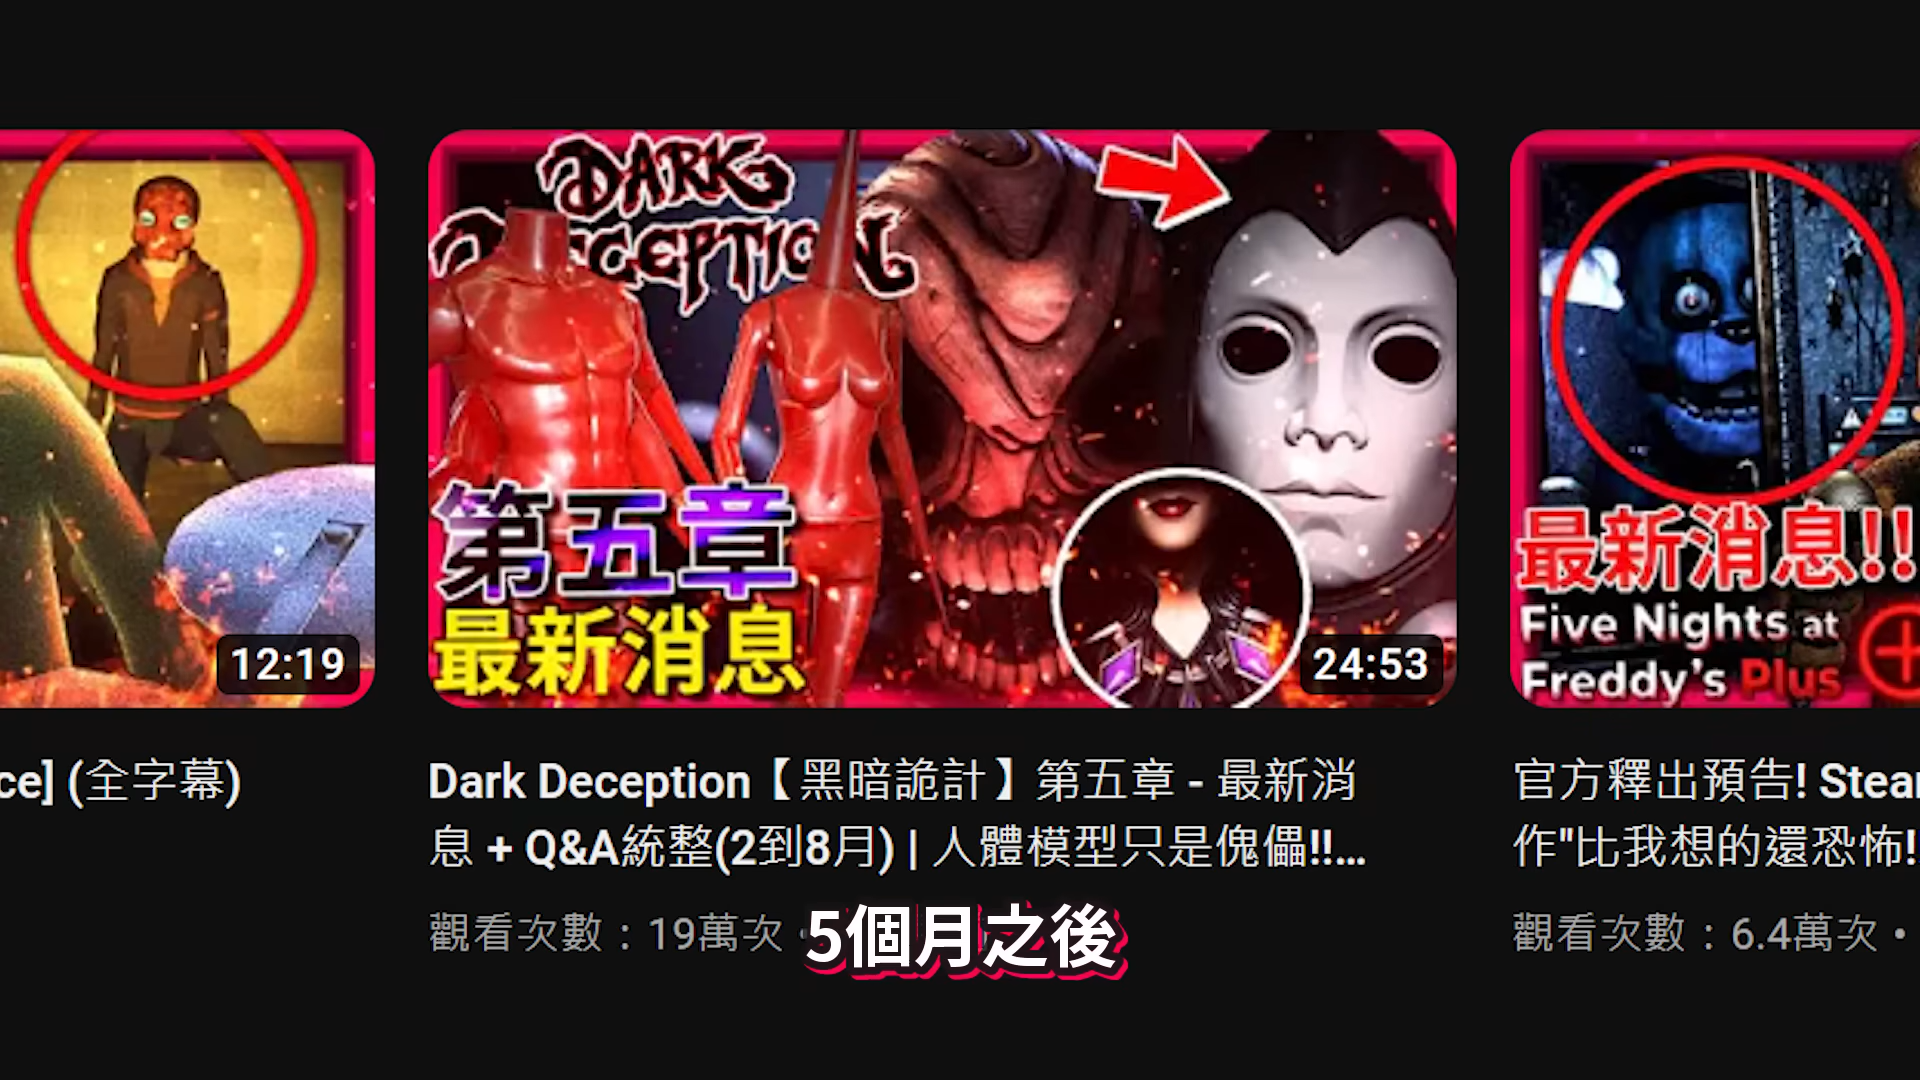 12:19
ce] (全字幕)
DARK
DECEPTION
第五章
最新消息
24:53
Dark Deception【黑暗詭計】第五章 - 最新消
息 + Q&A統整(2到8月) | 人體模型只是傀儡!!...
觀看次數：19萬次 •
5個月之後
最新消息!!
Five Nights at
Freddy's Plus
官方釋出預告! Stea
作"比我想的還恐怖!
觀看次數：6.4萬次 •